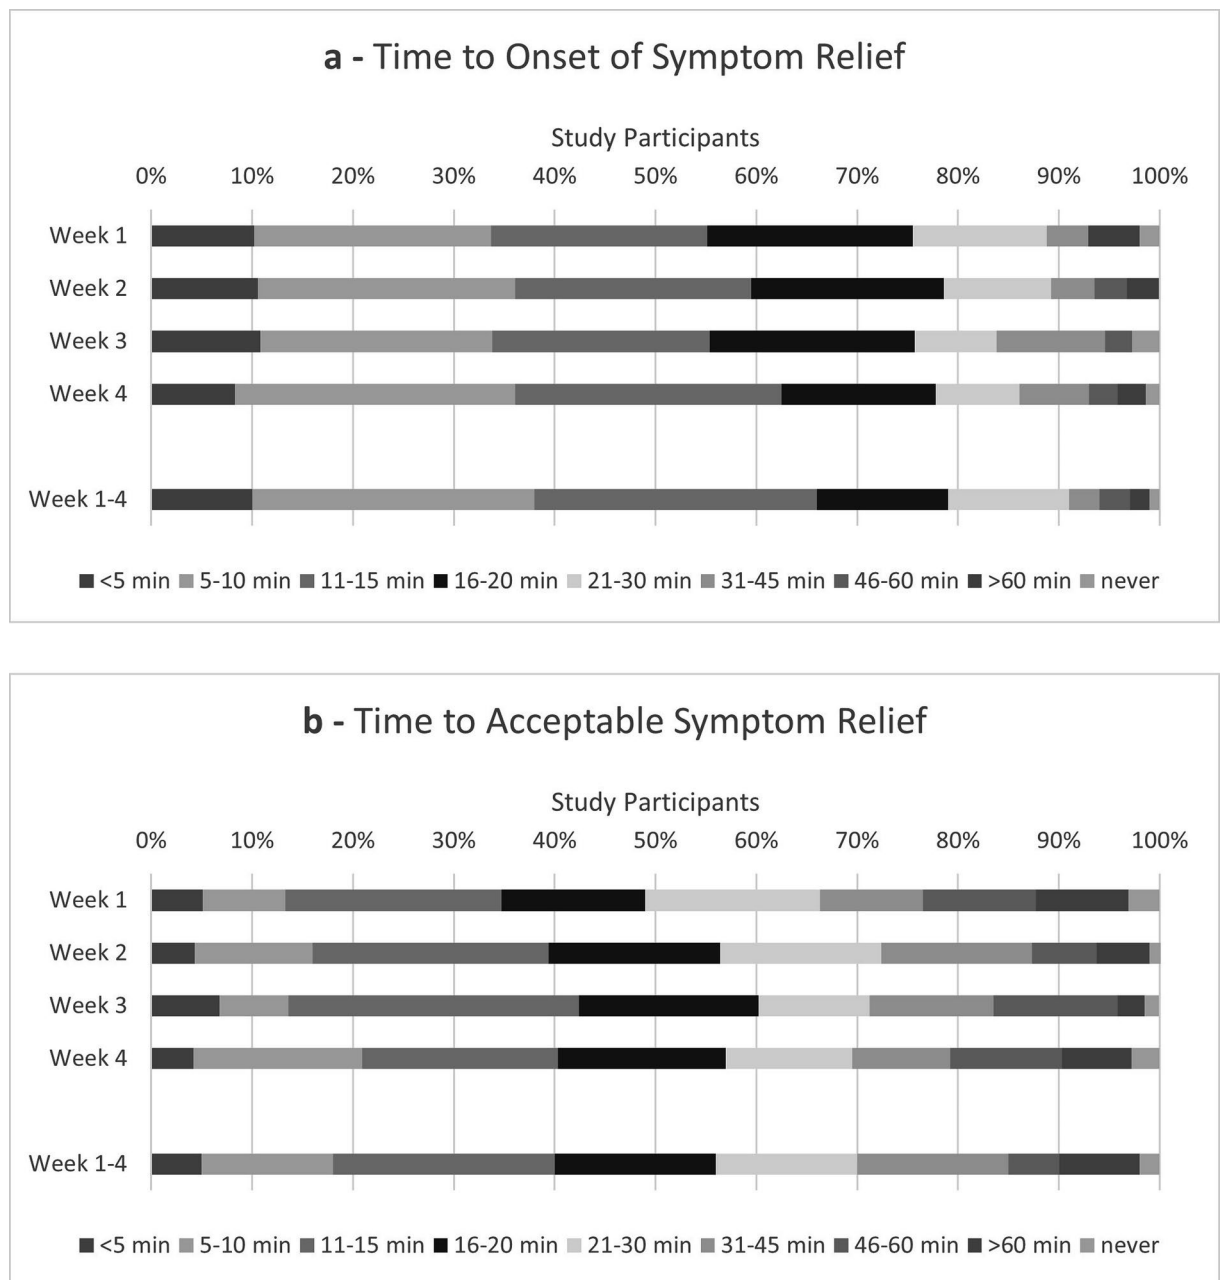 a - Time to Onset of Symptom Relief
Study Participants
0% 10% 20% 30% 40% 50% 60% 70% 80% 90% 100%
Week 1
Week 2
Week 3
Week 4
Week 1-4
<5 min 5-10 min 11-15 min 16-20 min 21-30 min 31-45 min 46-60 min >60 min never
b - Time to Acceptable Symptom Relief
Study Participants
0% 10% 20% 30% 40% 50% 60% 70% 80% 90% 100%
Week 1
Week 2
Week 3
Week 4
Week 1-4
<5 min 5-10 min 11-15 min 16-20 min 21-30 min 31-45 min 46-60 min >60 min never